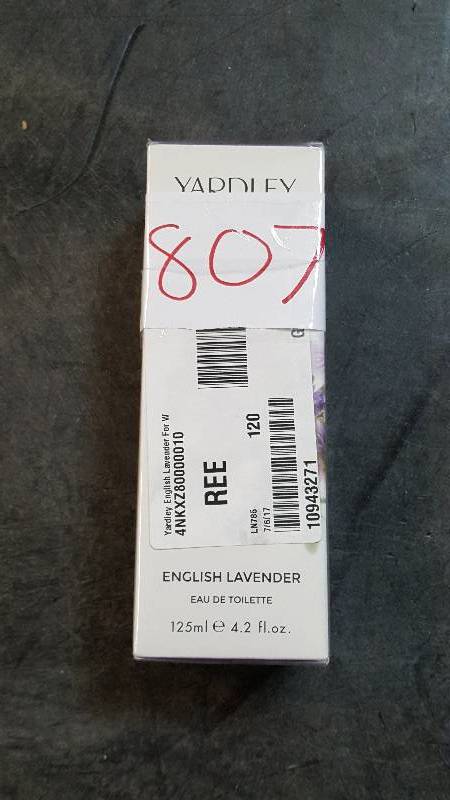 YARDLEY
807
G
Yardley English Lavender For W
4NKXZ80000010
REE
120
LN786
7/6/17
10943271
ENGLISH LAVENDER
EAU DE TOILETTE
125ml e 4.2 fl.oz.